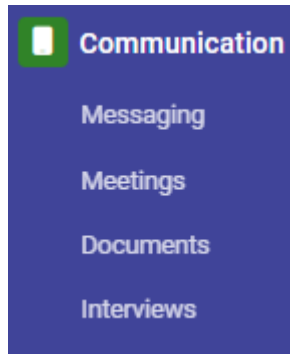 Communication
Messaging
Meetings
Documents
Interviews